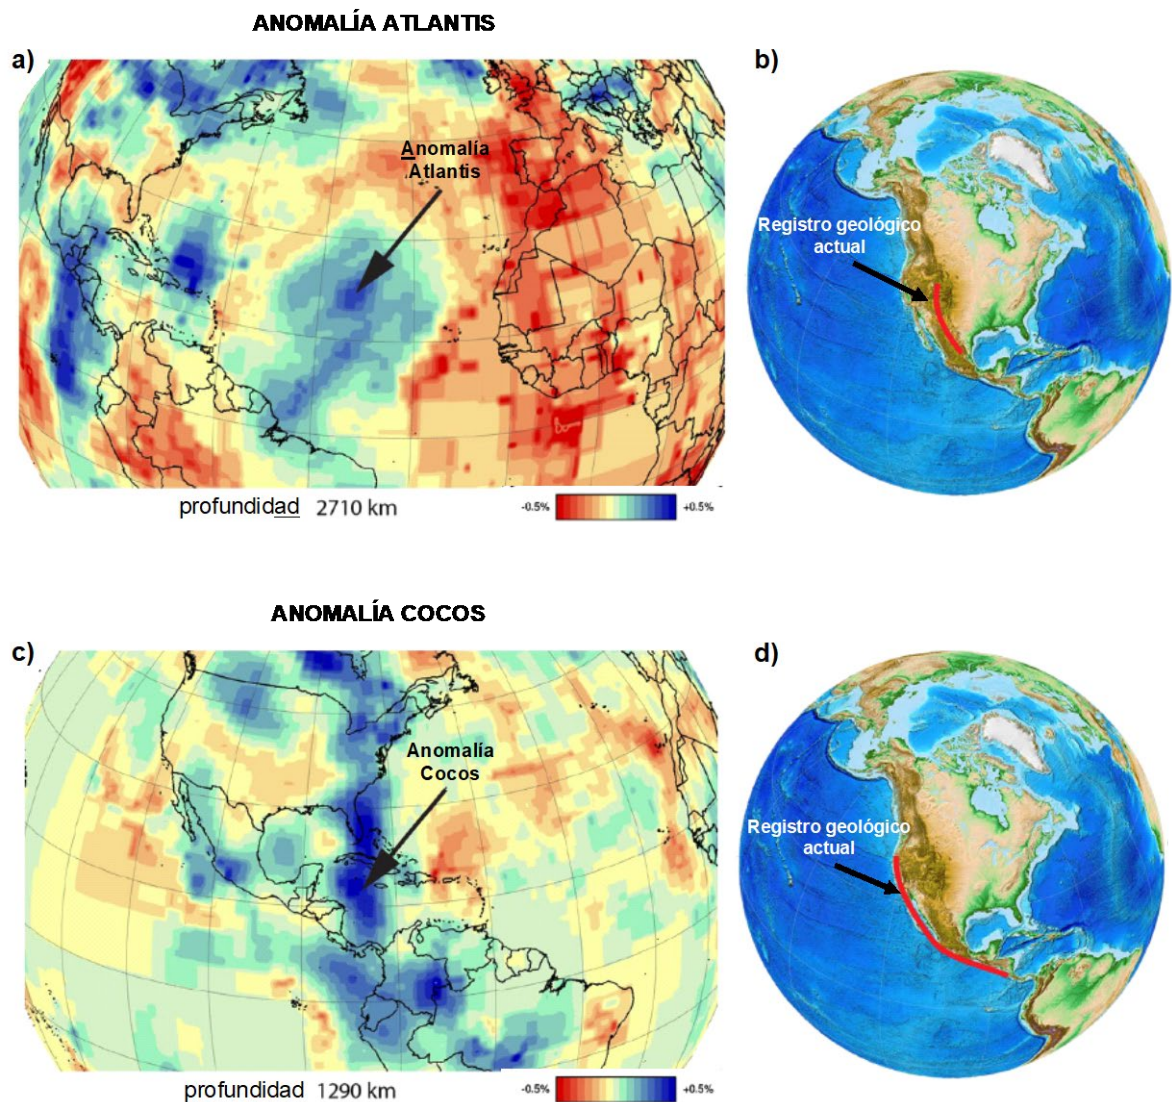 ANOMALÍA ATLANTIS
a)
b)
Anomalía
Atlantis
Registro geológico
actual
profundidad 2710 km
-0.5%
+0.5%
ANOMALÍA COCOS
c)
d)
Anomalía
Cocos
Registro geológico
actual
profundidad 1290 km
-0.5%
+0.5%